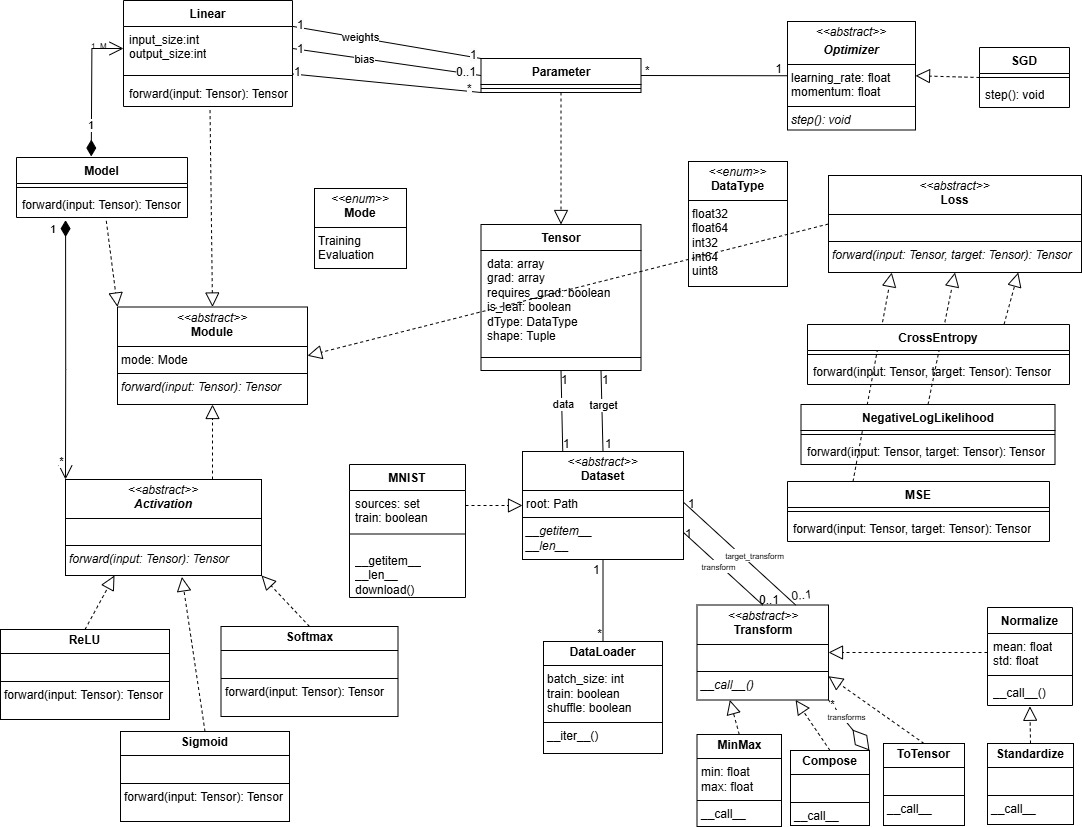 Linear
input_size:int
output_size:int
forward(input: Tensor): Tensor
1
weights
1
1
bias
0..1
1
*
Parameter
*
1
<<abstract>>
Optimizer
learning_rate: float
momentum: float
step(): void
SGD
step(): void
1..M
1
Model
forward(input: Tensor): Tensor
1
<<enum>>
Mode
Training
Evaluation
<<enum>>
DataType
float32
float64
int32
int64
uint8
<<abstract>>
Loss
forward(input: Tensor, target: Tensor): Tensor
Tensor
data: array
grad: array
requires_grad: boolean
is_leaf: boolean
dType: DataType
shape: Tuple
<<abstract>>
Module
mode: Mode
forward(input: Tensor): Tensor
CrossEntropy
forward(input: Tensor, target: Tensor): Tensor
NegativeLogLikelihood
forward(input: Tensor, target: Tensor): Tensor
MSE
forward(input: Tensor, target: Tensor): Tensor
1
data
1
1
target
1
*
<<abstract>>
Activation
forward(input: Tensor): Tensor
MNIST
sources: set
train: boolean
__getitem__
__len__
download()
<<abstract>>
Dataset
root: Path
__getitem__
__len__
1
target_transform
0..1
1
transform
0..1
1
*
ReLU
forward(input: Tensor): Tensor
Softmax
forward(input: Tensor): Tensor
Sigmoid
forward(input: Tensor): Tensor
DataLoader
batch_size: int
train: boolean
shuffle: boolean
__iter__()
<<abstract>>
Transform
__call__()
*
transforms
Normalize
mean: float
std: float
__call__()
MinMax
min: float
max: float
__call__
Compose
__call__
ToTensor
__call__
Standardize
__call__